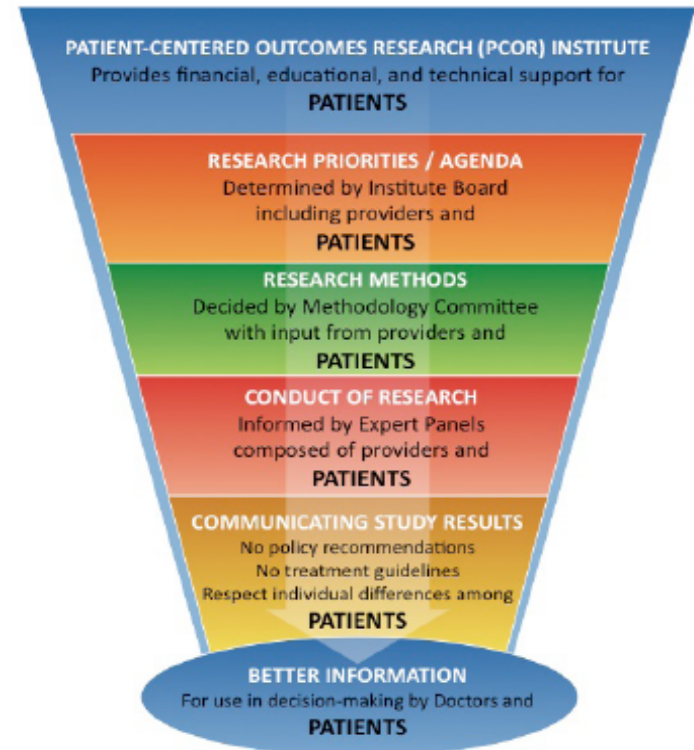 PATIENT-CENTERED OUTCOMES RESEARCH (PCOR) INSTITUTE
Provides financial, educational, and technical support for
PATIENTS
RESEARCH PRIORITIES / AGENDA
Determined by Institute Board
including providers and
PATIENTS
RESEARCH METHODS
Decided by Methodology Committee
with input from providers and
PATIENTS
CONDUCT OF RESEARCH
Informed by Expert Panels
composed of providers and
PATIENTS
COMMUNICATING STUDY RESULTS
No policy recommendations
No treatment guidelines
Respect individual differences among
PATIENTS
BETTER INFORMATION
For use in decision-making by Doctors and
PATIENTS